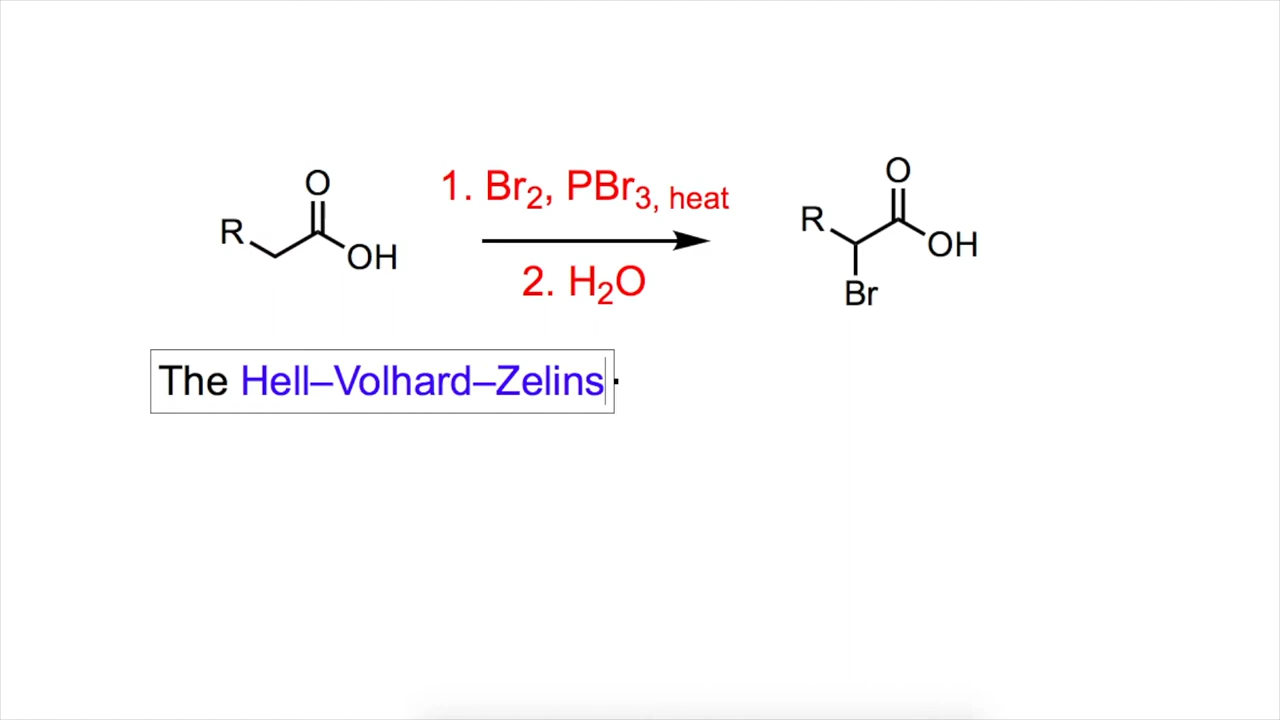 O
R
OH
1. Br₂, PBr₃, heat
2. H₂O
O
R
OH
Br
The Hell–Volhard–Zelins